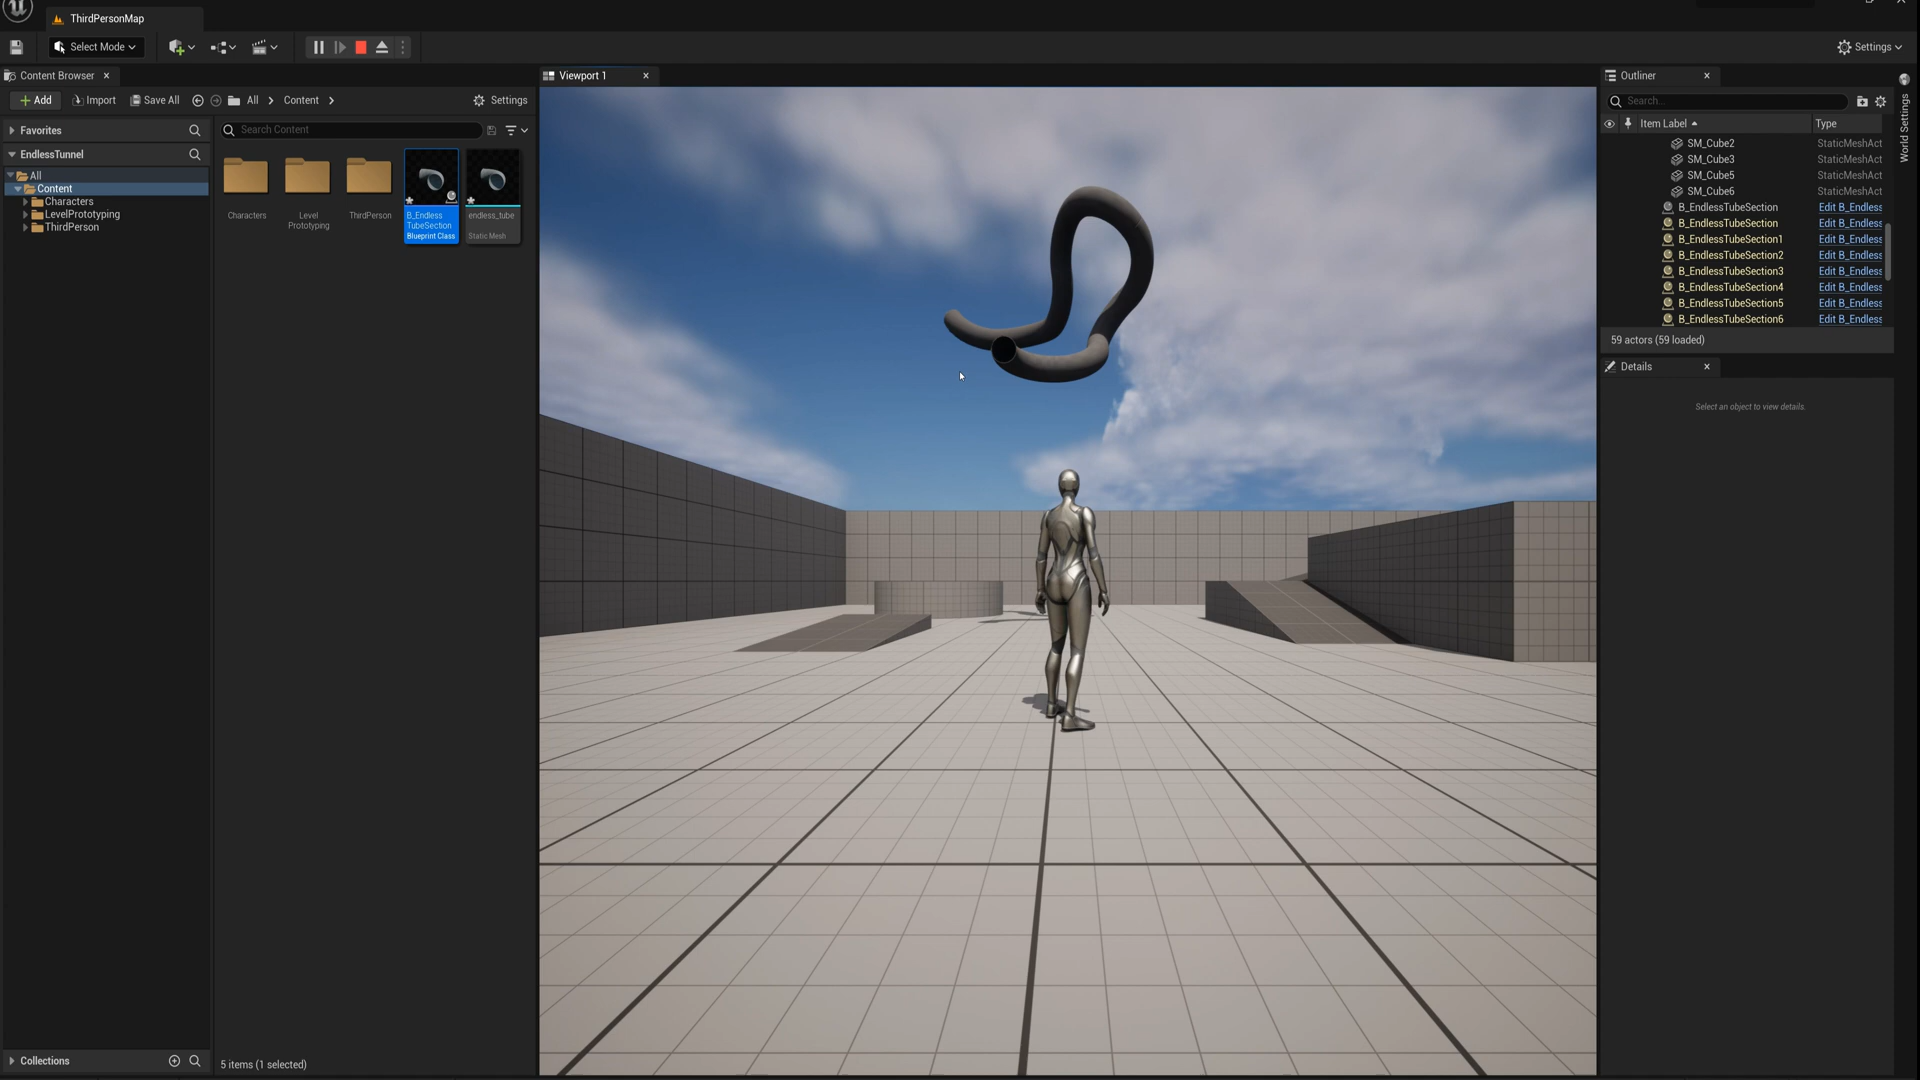 ThirdPersonMap
Select Mode
Settings
Content Browser
Viewport 1
Outliner
World Settings
Add
Import
Save All
All
Content
Settings
Search...
Favorites
Search Content
Item Label
Type
EndlessTunnel
All
Content
Characters
LevelPrototyping
ThirdPerson
Characters
Level
Prototyping
ThirdPerson
B_Endless
TubeSection
Blueprint Class
endless_tube
Static Mesh
SM_Cube2 StaticMeshAct
SM_Cube3 StaticMeshAct
SM_Cube5 StaticMeshAct
SM_Cube6 StaticMeshAct
B_EndlessTubeSection Edit B_Endless
B_EndlessTubeSection Edit B_Endless
B_EndlessTubeSection1 Edit B_Endless
B_EndlessTubeSection2 Edit B_Endless
B_EndlessTubeSection3 Edit B_Endless
B_EndlessTubeSection4 Edit B_Endless
B_EndlessTubeSection5 Edit B_Endless
B_EndlessTubeSection6 Edit B_Endless
59 actors (59 loaded)
Details
Select an object to view details.
Collections
5 items (1 selected)